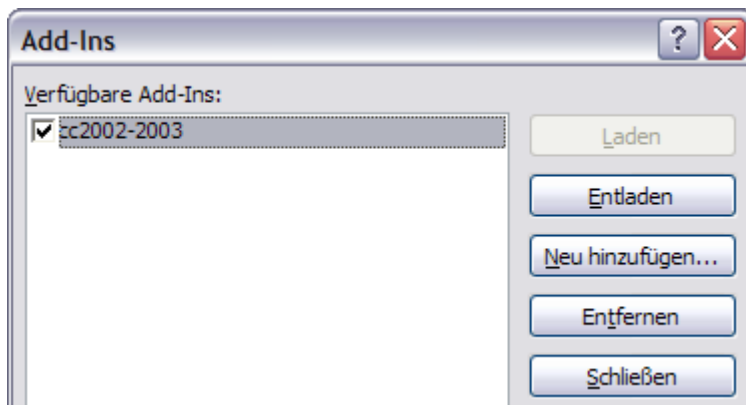 Add-Ins
Verfügbare Add-Ins:
cc2002-2003
Laden
Entladen
Neu hinzufügen...
Entfernen
Schließen